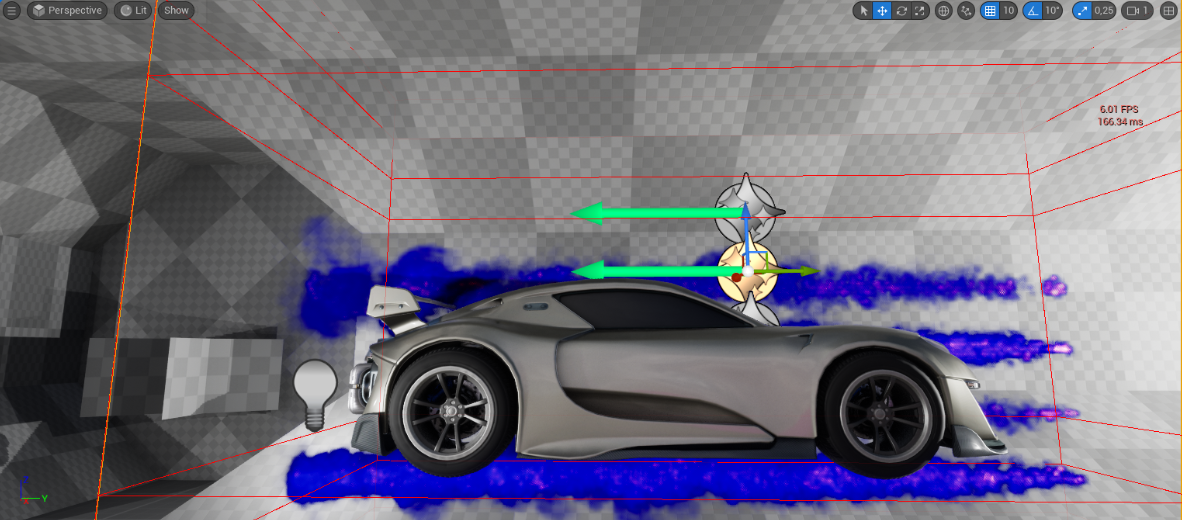 Perspective Lit Show 10 10° 0,25 1
6.01 FPS
166.34 ms
Z
Y